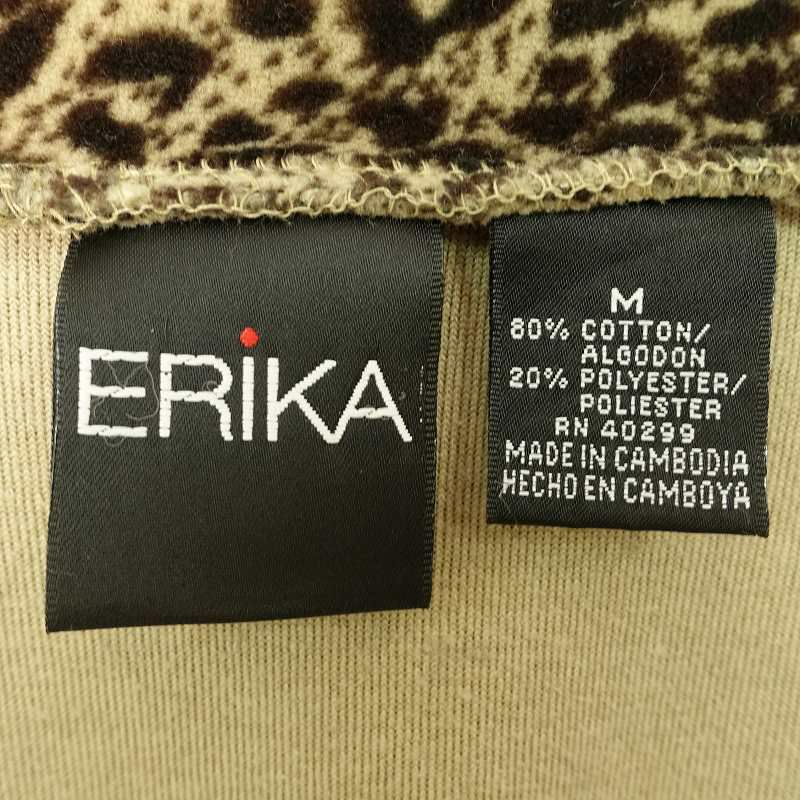 ERiKA
M
80% COTTON/
ALGODON
20% POLYESTER/
POLIESTER
RN 40299
MADE IN CAMBODIA
HECHO EN CAMBOYA